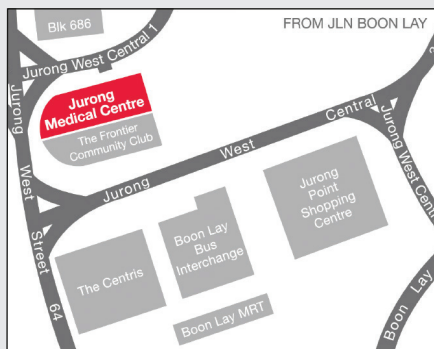 Blk 686
FROM JLN BOON LAY
Jurong West Central 1
Jurong
Medical Centre
The Frontier
Community Club
Jurong West Street 64
Jurong West Central
Jurong West Cent
Jurong
Point
Shopping
Centre
Boon Lay
Bus
Interchange
The Centris
Boon Lay MRT
Boon Lay